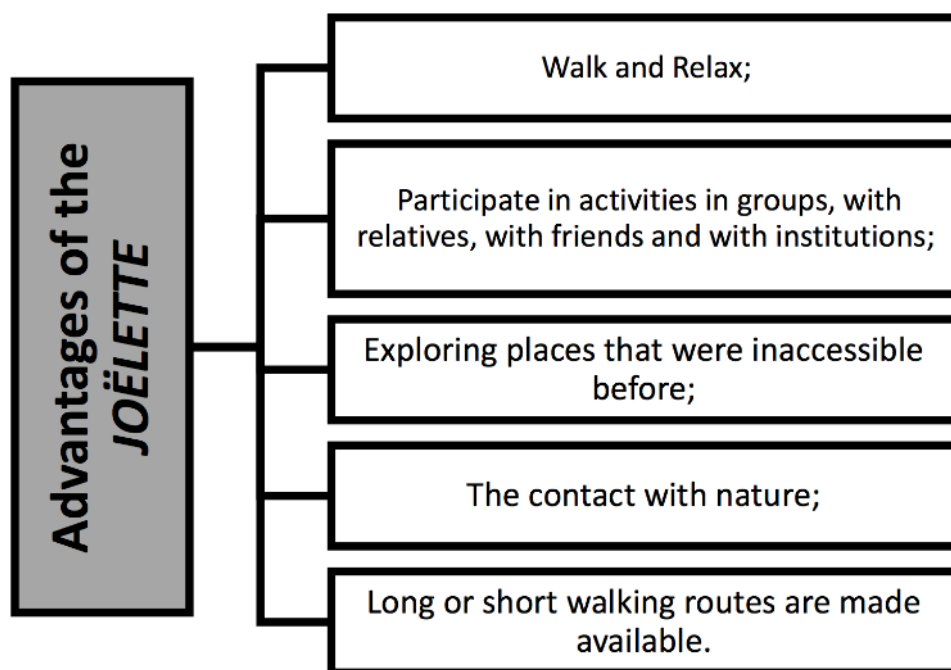 Advantages of the
JOËLETTE
Walk and Relax;
Participate in activities in groups, with
relatives, with friends and with institutions;
Exploring places that were inaccessible
before;
The contact with nature;
Long or short walking routes are made
available.